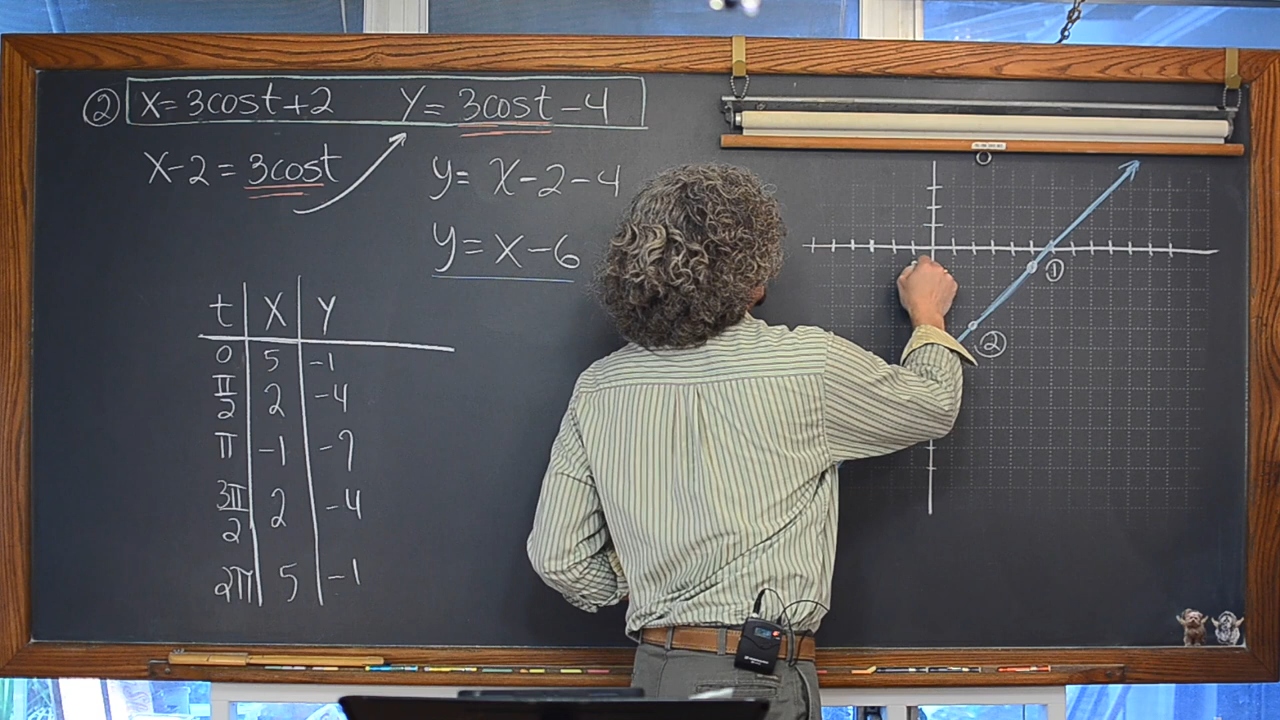 ② x=3cost+2 y=3cost-4
x-2=3cost
y= x-2-4
y=x-6
t x y
0 5 -1
π/2 2 -4
π -1 -7
3π/2 2 -4
2π 5 -1
①
②